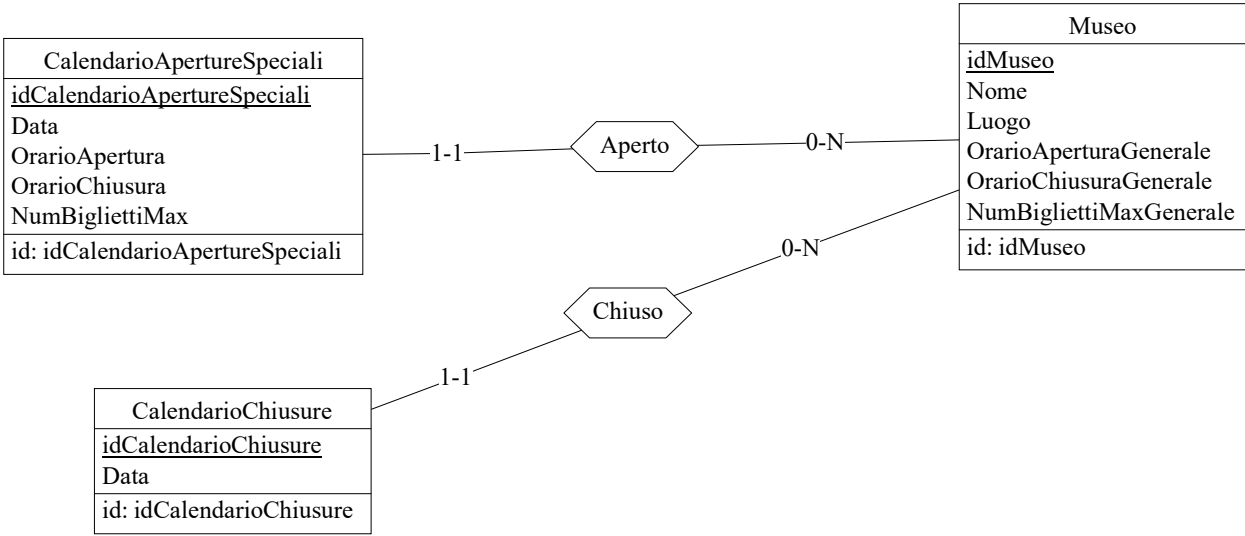 CalendarioApertureSpeciali
idCalendarioApertureSpeciali
Data
OrarioApertura
OrarioChiusura
NumBigliettiMax
id: idCalendarioApertureSpeciali
1-1
Aperto
0-N
Museo
idMuseo
Nome
Luogo
OrarioAperturaGenerale
OrarioChiusuraGenerale
NumBigliettiMaxGenerale
id: idMuseo
0-N
Chiuso
1-1
CalendarioChiusure
idCalendarioChiusure
Data
id: idCalendarioChiusure